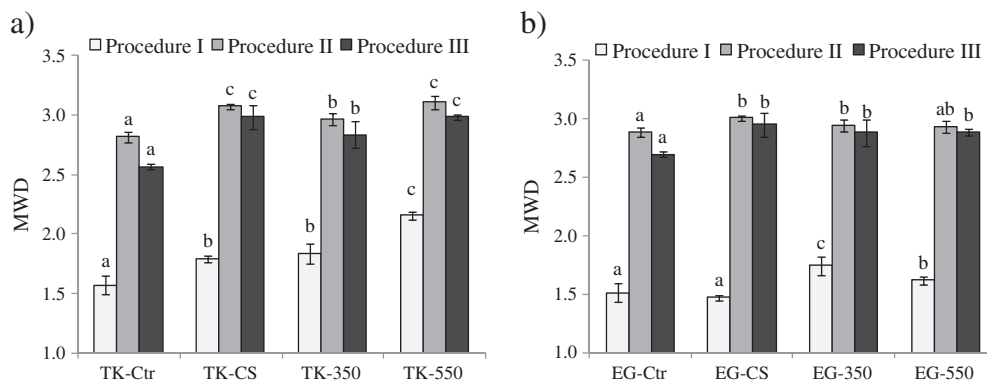 a)
Procedure I Procedure II Procedure III
3.5
3.0
2.5
2.0
1.5
1.0
MWD
a a a
b c c
b b b
c c c
TK-Ctr TK-CS TK-350 TK-550
b)
Procedure I Procedure II Procedure III
3.5
3.0
2.5
2.0
1.5
1.0
MWD
a a a
a b b
c b b
b ab b
EG-Ctr EG-CS EG-350 EG-550